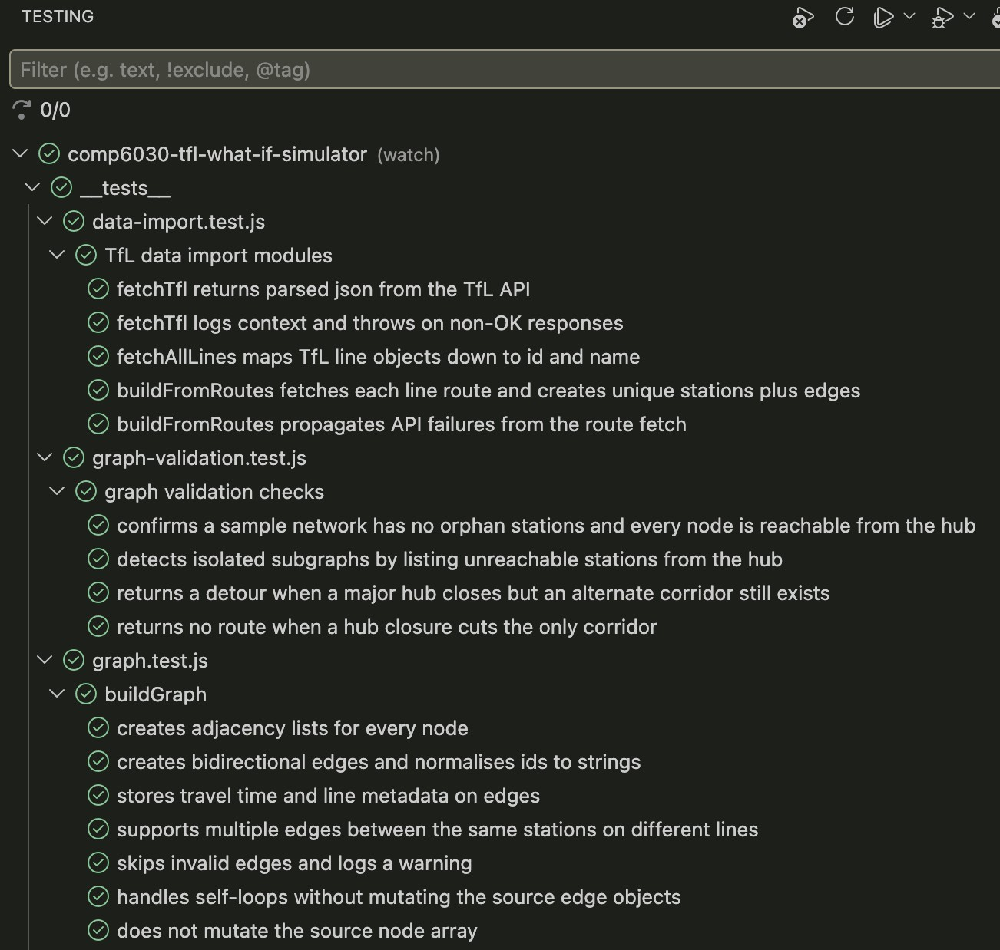 TESTING
Filter (e.g. text, !exclude, @tag)
0/0
comp6030-tfl-what-if-simulator (watch)
__tests__
data-import.test.js
TfL data import modules
fetchTfl returns parsed json from the TfL API
fetchTfl logs context and throws on non-OK responses
fetchAllLines maps TfL line objects down to id and name
buildFromRoutes fetches each line route and creates unique stations plus edges
buildFromRoutes propagates API failures from the route fetch
graph-validation.test.js
graph validation checks
confirms a sample network has no orphan stations and every node is reachable from the hub
detects isolated subgraphs by listing unreachable stations from the hub
returns a detour when a major hub closes but an alternate corridor still exists
returns no route when a hub closure cuts the only corridor
graph.test.js
buildGraph
creates adjacency lists for every node
creates bidirectional edges and normalises ids to strings
stores travel time and line metadata on edges
supports multiple edges between the same stations on different lines
skips invalid edges and logs a warning
handles self-loops without mutating the source edge objects
does not mutate the source node array